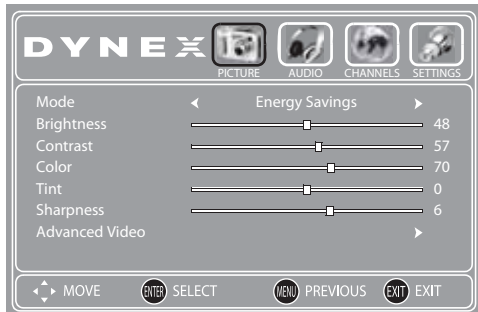 DYNEX
PICTURE AUDIO CHANNELS SETTINGS
Mode Energy Savings
Brightness 48
Contrast 57
Color 70
Tint 0
Sharpness 6
Advanced Video
MOVE ENTER SELECT MENU PREVIOUS EXIT EXIT